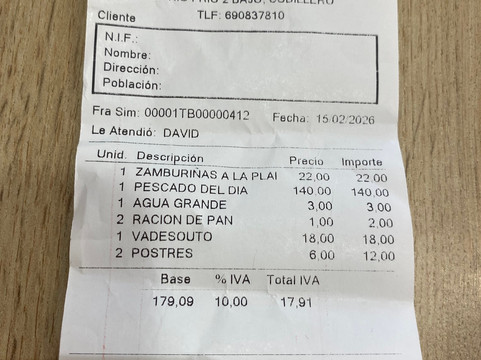 BAJO, CUDILLERO
Cliente TLF: 690837810
N.I.F.:
Nombre:
Dirección:
Población:
Fra Sim: 00001TB00000412 Fecha: 15/02/2026
Le Atendió: DAVID
Unid. Descripción Precio Importe
1 ZAMBURIÑAS A LA PLAI 22,00 22,00
1 PESCADO DEL DIA 140,00 140,00
1 AGUA GRANDE 3,00 3,00
2 RACION DE PAN 1,00 2,00
1 VADESOUTO 18,00 18,00
2 POSTRES 6,00 12,00
Base % IVA Total IVA
179,09 10,00 17,91